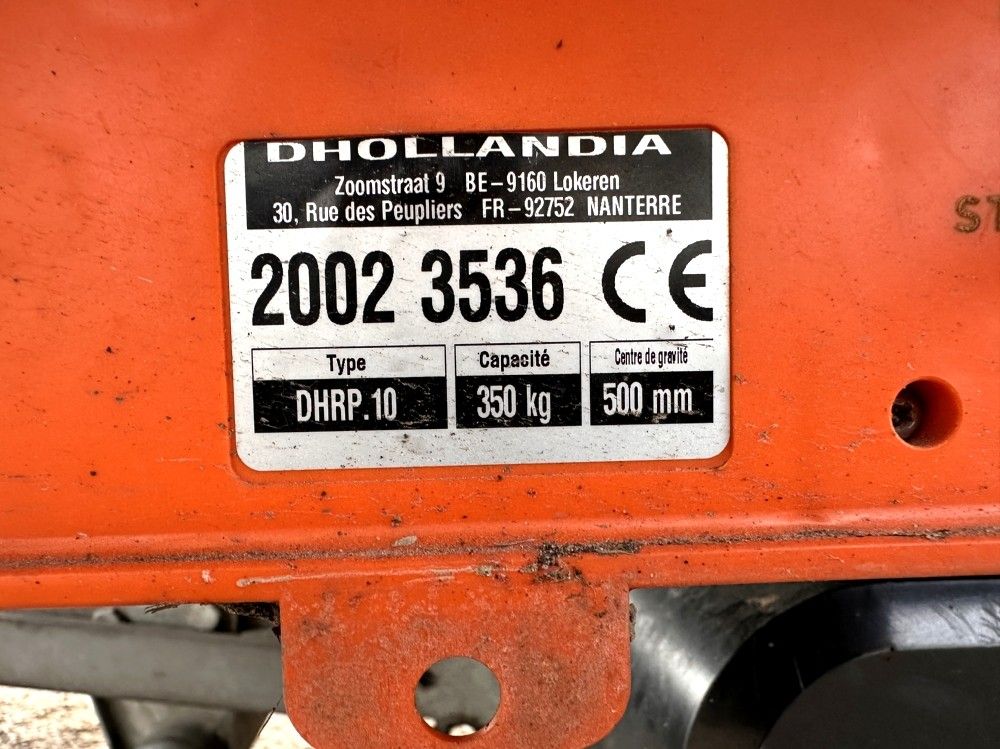 DHOLLANDIA
Zoomstraat 9 BE-9160 Lokeren
30, Rue des Peupliers FR-92752 NANTERRE
2002 3536 CE
Type Capacité Centre de gravité
DHRP.10 350 kg 500 mm